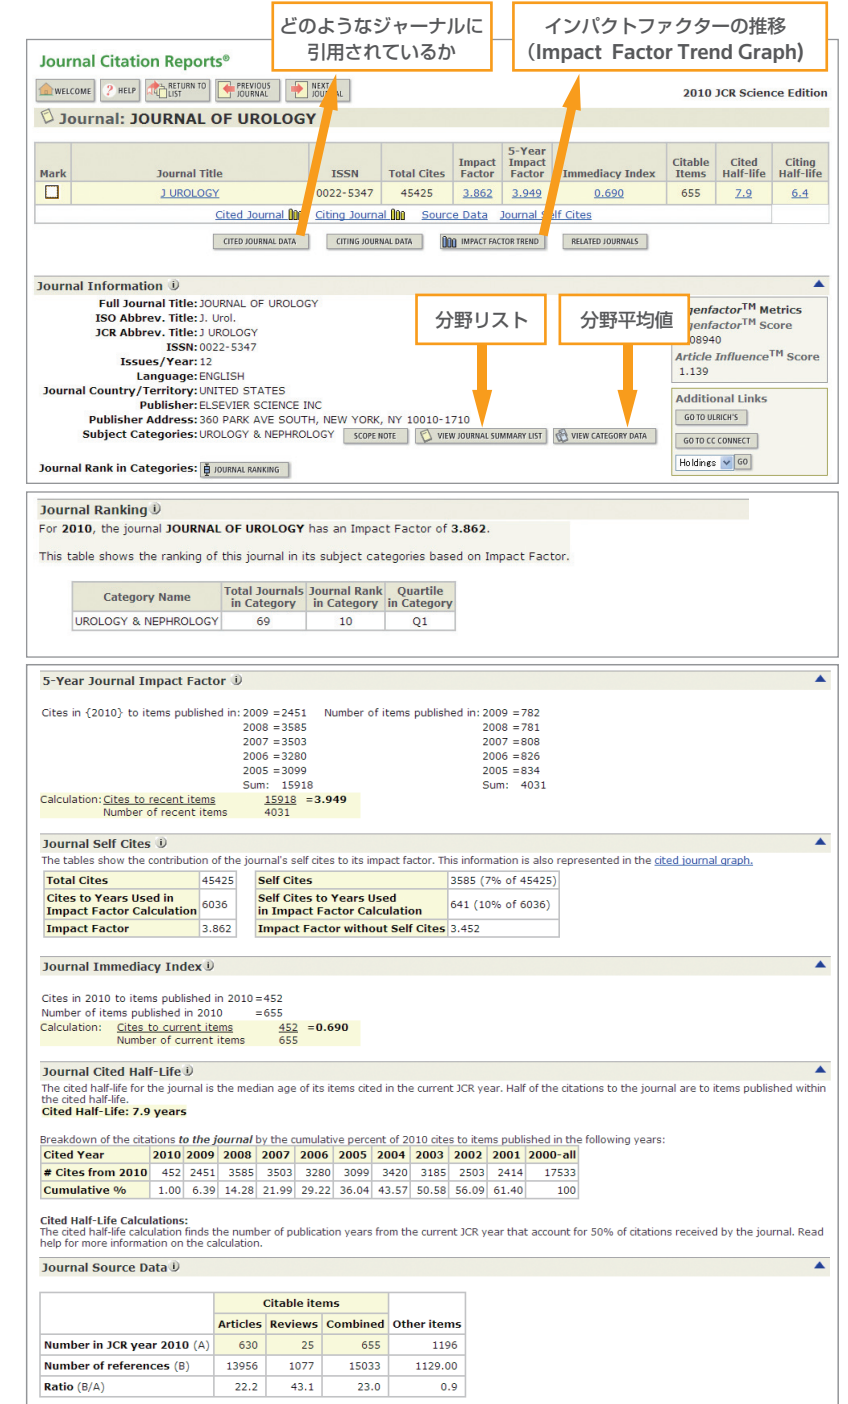 どのようなジャーナルに
引用されているか
インパクトファクターの推移
(Impact Factor Trend Graph)
Journal Citation Reports®
WELCOME ? HELP RETURN TO LIST PREVIOUS JOURNAL NEXT
2010 JCR Science Edition
Journal: JOURNAL OF UROLOGY
Mark Journal Title ISSN Total Cites Impact Factor 5-Year Impact Factor Immediacy Index Citable Items Cited Half-life Citing Half-life
J UROLOGY 0022-5347 45425 3.862 3.949 0.690 655 7.9 6.4
Cited Journal Citing Journal Source Data Journal Self Cites
CITED JOURNAL DATA CITING JOURNAL DATA IMPACT FACTOR TREND RELATED JOURNALS
Journal Information
Full Journal Title: JOURNAL OF UROLOGY
ISO Abbrev. Title: J. Urol.
JCR Abbrev. Title: J UROLOGY
ISSN: 0022-5347
Issues/Year: 12
Language: ENGLISH
Journal Country/Territory: UNITED STATES
Publisher: ELSEVIER SCIENCE INC
Publisher Address: 360 PARK AVE SOUTH, NEW YORK, NY 10010-1710
Subject Categories: UROLOGY & NEPHROLOGY SCOPE NOTE VIEW JOURNAL SUMMARY LIST VIEW CATEGORY DATA
Journal Rank in Categories: JOURNAL RANKING
分野リスト
分野平均値
TM Metrics
TM Score
08940
Article InfluenceTM Score
1.139
Additional Links
GO TO ULRICH'S
GO TO CC CONNECT
Holdings GO
Journal Ranking
For 2010, the journal JOURNAL OF UROLOGY has an Impact Factor of 3.862.
This table shows the ranking of this journal in its subject categories based on Impact Factor.
Category Name Total Journals in Category Journal Rank in Category Quartile in Category
UROLOGY & NEPHROLOGY 69 10 Q1
5-Year Journal Impact Factor
Cites in {2010} to items published in: 2009 =2451 Number of items published in: 2009 =782
2008 =3585 2008 =781
2007 =3503 2007 =808
2006 =3280 2006 =826
2005 =3099 2005 =834
Sum: 15918 Sum: 4031
Calculation: Cites to recent items 15918 =3.949
Number of recent items 4031
Journal Self Cites
The tables show the contribution of the journal's self cites to its impact factor. This information is also represented in the cited journal graph.
Total Cites 45425 Self Cites 3585 (7% of 45425)
Cites to Years Used in Impact Factor Calculation 6036 Self Cites to Years Used in Impact Factor Calculation 641 (10% of 6036)
Impact Factor 3.862 Impact Factor without Self Cites 3.452
Journal Immediacy Index
Cites in 2010 to items published in 2010 =452
Number of items published in 2010 =655
Calculation: Cites to current items 452 =0.690
Number of current items 655
Journal Cited Half-Life
The cited half-life for the journal is the median age of its items cited in the current JCR year. Half of the citations to the journal are to items published within
the cited half-life.
Cited Half-Life: 7.9 years
Breakdown of the citations to the journal by the cumulative percent of 2010 cites to items published in the following years:
Cited Year 2010 2009 2008 2007 2006 2005 2004 2003 2002 2001 2000-all
# Cites from 2010 452 2451 3585 3503 3280 3099 3420 3185 2503 2414 17533
Cumulative % 1.00 6.39 14.28 21.99 29.22 36.04 43.57 50.58 56.09 61.40 100
Cited Half-Life Calculations:
The cited half-life calculation finds the number of publication years from the current JCR year that account for 50% of citations received by the journal. Read
help for more information on the calculation.
Journal Source Data
Citable items
Articles Reviews Combined Other items
Number in JCR year 2010 (A) 630 25 655 1196
Number of references (B) 13956 1077 15033 1129.00
Ratio (B/A) 22.2 43.1 23.0 0.9